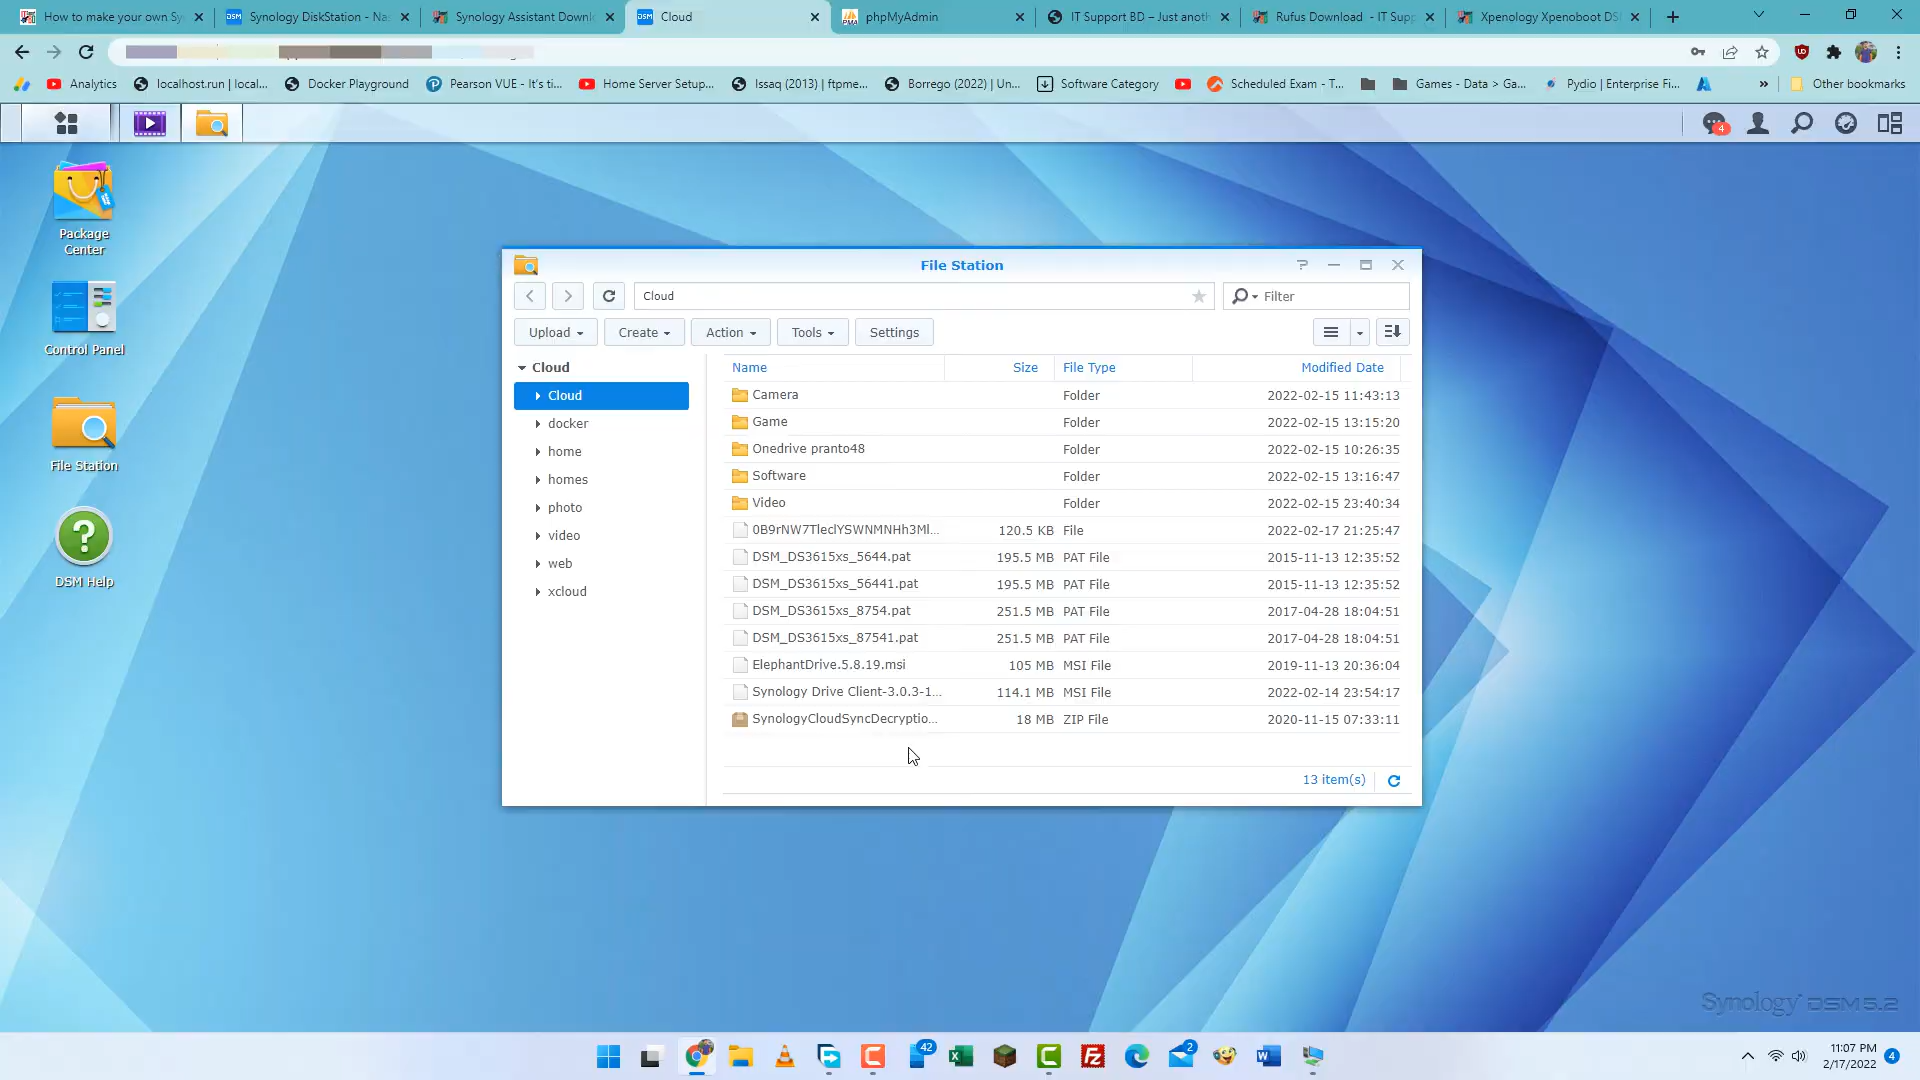 How to make your own Sy
Synology DiskStation - Na
Synology Assistant Downl
Cloud
phpMyAdmin
IT Support BD – Just anoth
Rufus Download - IT Supp
Xpenology Xpenoboot DS
Analytics
localhost.run | local...
Docker Playground
Pearson VUE - It's ti...
Home Server Setup...
Issaq (2013) | ftpme...
Borrego (2022) | Un...
Software Category
Scheduled Exam - T...
Games - Data > Ga...
Pydio | Enterprise Fi...
»
Other bookmarks
4
Package
Center
Control Panel
File Station
DSM Help
File Station
Cloud
Filter
Upload
Create
Action
Tools
Settings
Cloud
Cloud
docker
home
homes
photo
video
web
xcloud
Name Size File Type Modified Date
Camera Folder 2022-02-15 11:43:13
Game Folder 2022-02-15 13:15:20
Onedrive pranto48 Folder 2022-02-15 10:26:35
Software Folder 2022-02-15 13:16:47
Video Folder 2022-02-15 23:40:34
0B9rNW7TleclYSWNMNHh3Ml... 120.5 KB File 2022-02-17 21:25:47
DSM_DS3615xs_5644.pat 195.5 MB PAT File 2015-11-13 12:35:52
DSM_DS3615xs_56441.pat 195.5 MB PAT File 2015-11-13 12:35:52
DSM_DS3615xs_8754.pat 251.5 MB PAT File 2017-04-28 18:04:51
DSM_DS3615xs_87541.pat 251.5 MB PAT File 2017-04-28 18:04:51
ElephantDrive.5.8.19.msi 105 MB MSI File 2019-11-13 20:36:04
Synology Drive Client-3.0.3-1... 114.1 MB MSI File 2022-02-14 23:54:17
SynologyCloudSyncDecryptio... 18 MB ZIP File 2020-11-15 07:33:11
13 item(s)
Synology DSM 5.2
42
2
11:07 PM
2/17/2022
4